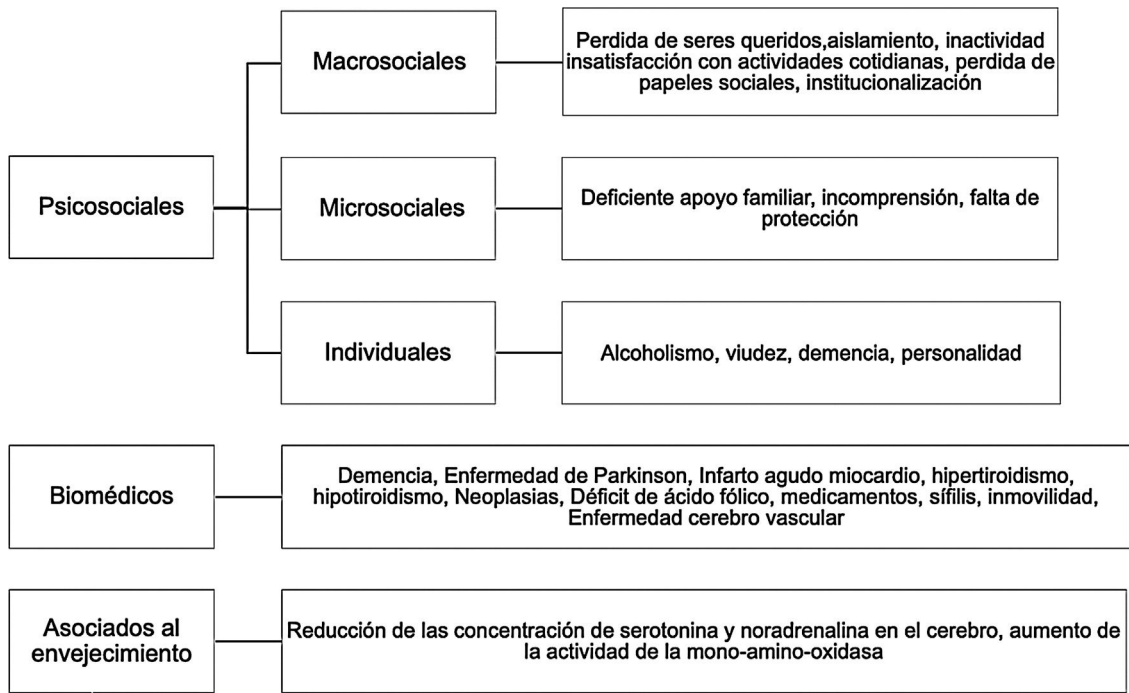 Psicosociales
Macrosociales
Perdida de seres queridos,aislamiento, inactividad
insatisfacción con actividades cotidianas, perdida de
papeles sociales, institucionalización
Microsociales
Deficiente apoyo familiar, incomprensión, falta de
protección
Individuales
Alcoholismo, viudez, demencia, personalidad
Biomédicos
Demencia, Enfermedad de Parkinson, Infarto agudo miocardio, hipertiroidismo,
hipotiroidismo, Neoplasias, Déficit de ácido fólico, medicamentos, sífilis, inmovilidad,
Enfermedad cerebro vascular
Asociados al
envejecimiento
Reducción de las concentración de serotonina y noradrenalina en el cerebro, aumento de
la actividad de la mono-amino-oxidasa